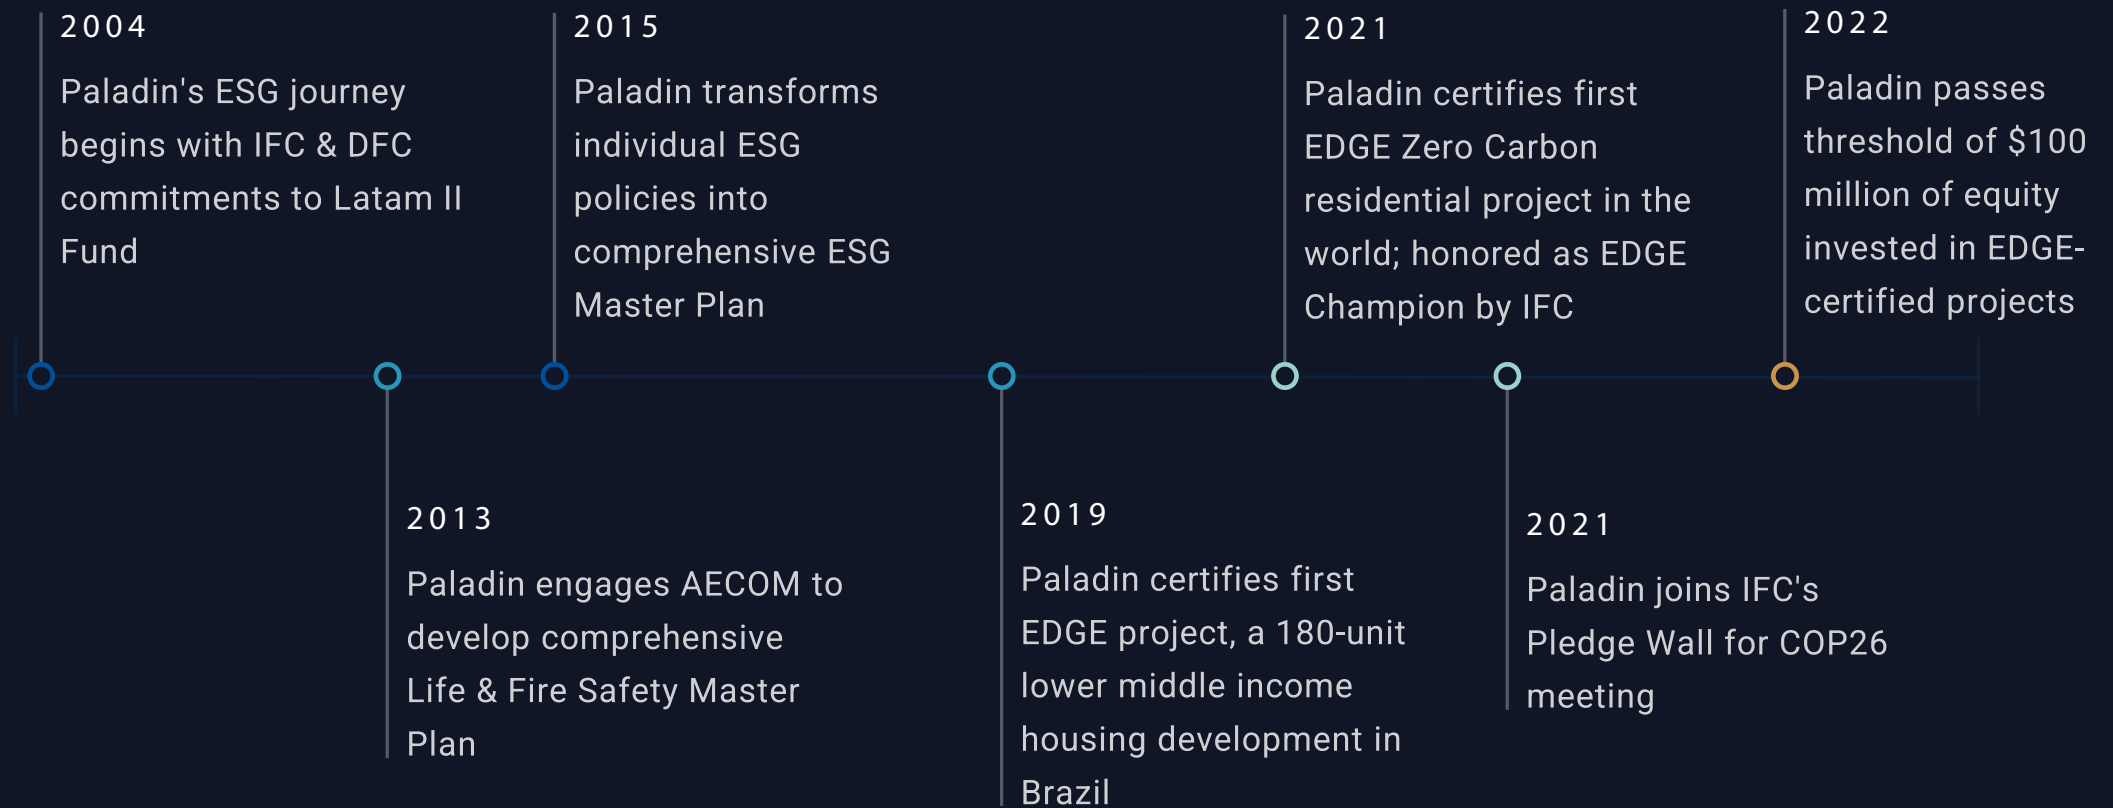 2004
Paladin's ESG journey
begins with IFC & DFC
commitments to Latam II
Fund
2013
Paladin engages AECOM to
develop comprehensive
Life & Fire Safety Master
Plan
2015
Paladin transforms
individual ESG
policies into
comprehensive ESG
Master Plan
2019
Paladin certifies first
EDGE project, a 180-unit
lower middle income
housing development in
Brazil
2021
Paladin certifies first
EDGE Zero Carbon
residential project in the
world; honored as EDGE
Champion by IFC
2021
Paladin joins IFC's
Pledge Wall for COP26
meeting
2022
Paladin passes
threshold of $100
million of equity
invested in EDGE-
certified projects